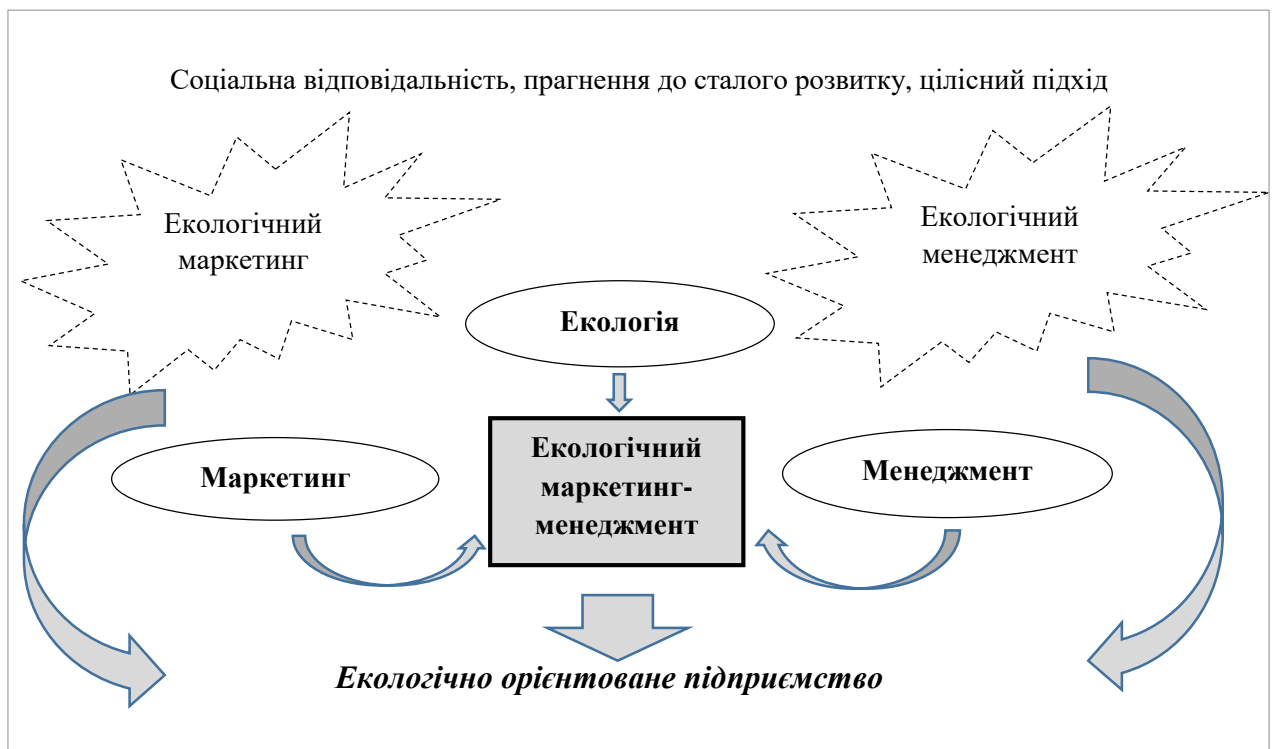 Соціальна відповідальність, прагнення до сталого розвитку, цілісний підхід
Екологічний
маркетинг
Екологічний
менеджмент
Екологія
Маркетинг
Екологічний
маркетинг-
менеджмент
Менеджмент
Екологічно орієнтоване підприємство